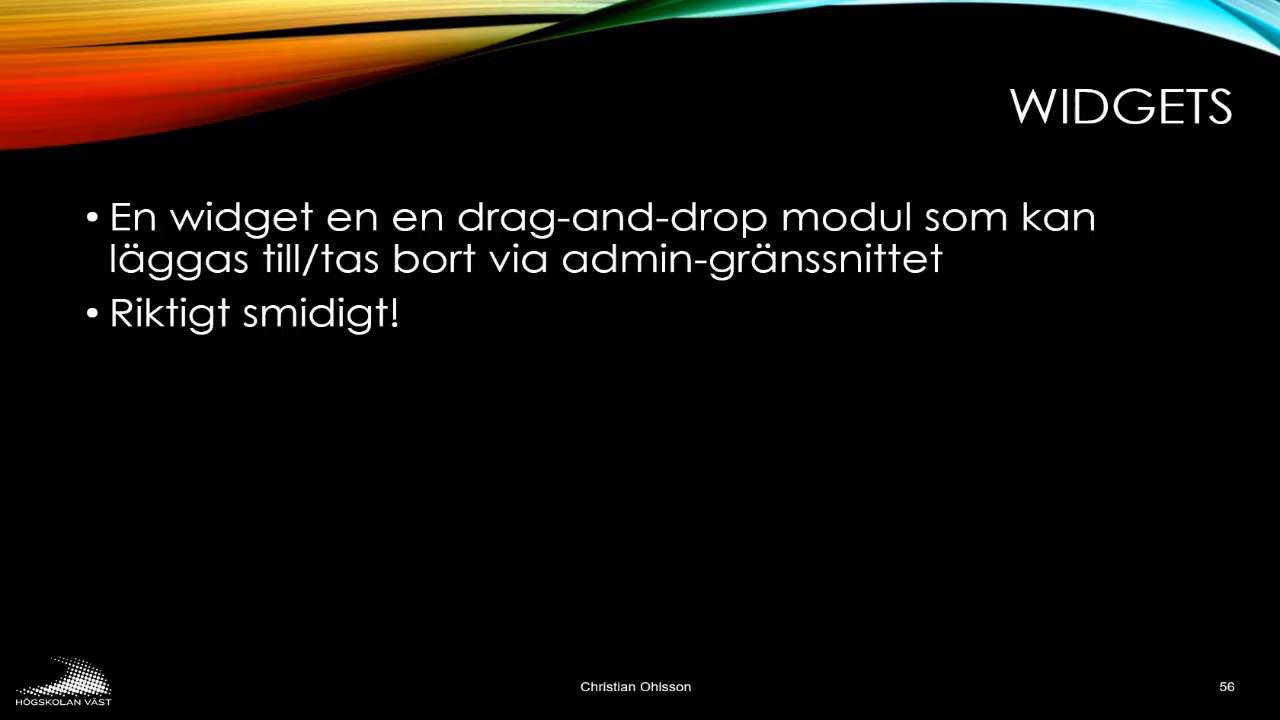 WIDGETS
• En widget en en drag-and-drop modul som kan
läggas till/tas bort via admin-gränssnittet
• Riktigt smidigt!
HÖGSKOLAN VÄST
Christian Ohlsson
56